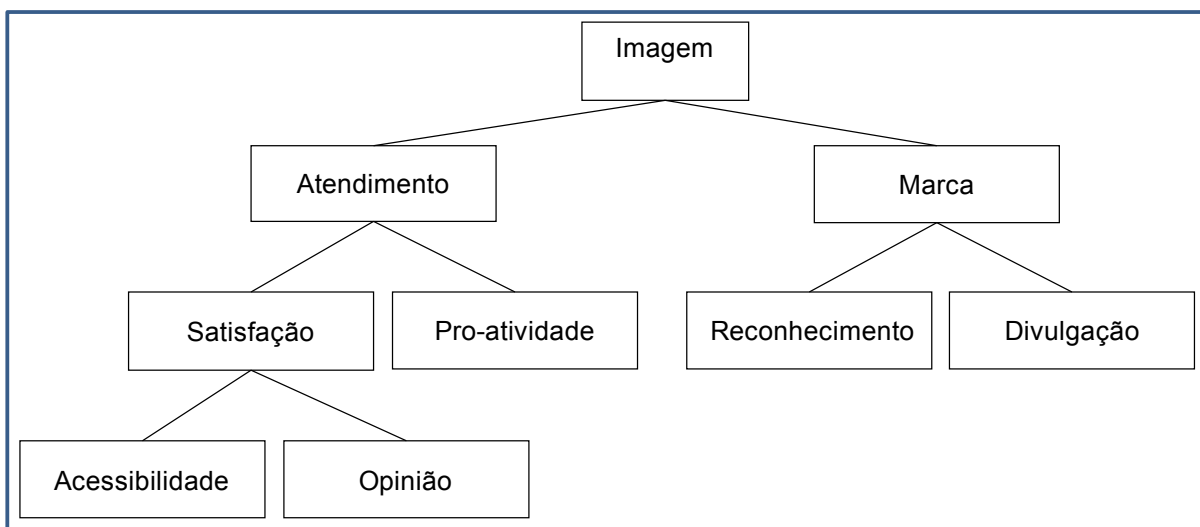 Imagem
Atendimento
Marca
Satisfação
Pro-atividade
Reconhecimento
Divulgação
Acessibilidade
Opinião